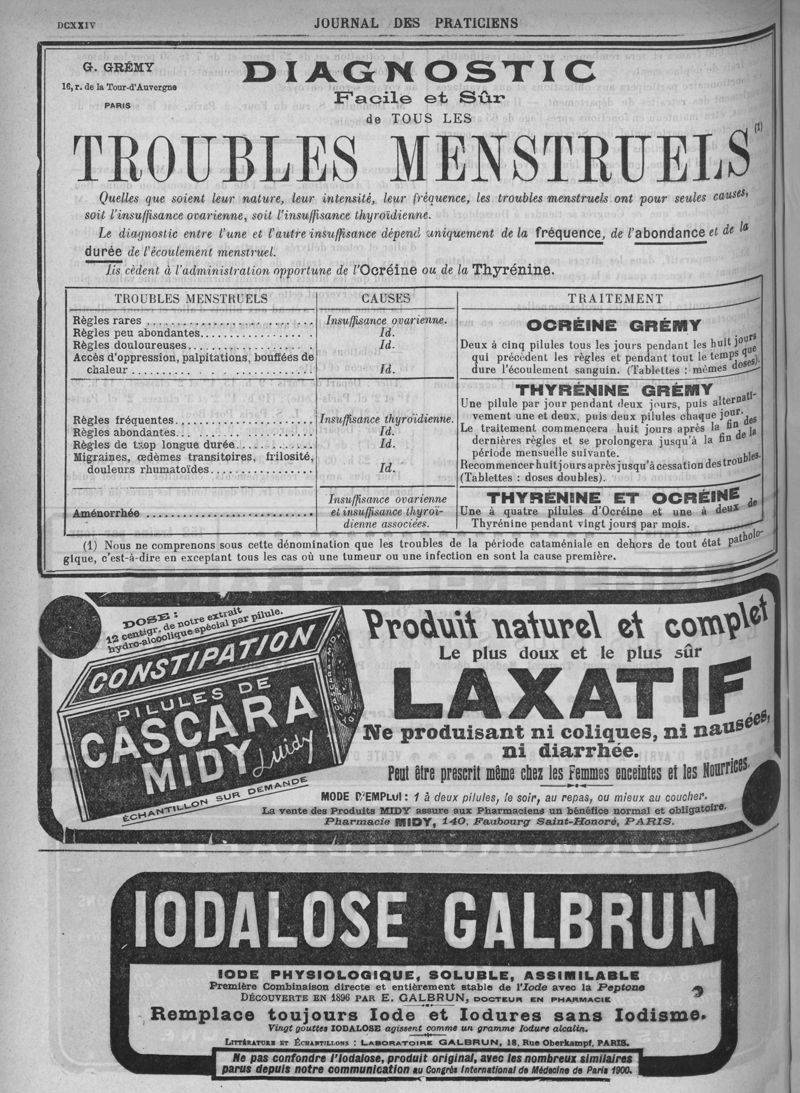 DCXXIV
JOURNAL DES PRATICIENS
G. GRÉMY
16, r. de la Tour-d'Auvergne
PARIS
DIAGNOSTIC
Facile et Sûr
de TOUS LES
TROUBLES MENSTRUELS (1)
Quelles que soient leur nature, leur intensité, leur fréquence, les troubles menstruels ont pour seules causes,
soit l'insuffisance ovarienne, soit l'insuffisance thyroïdienne.
Le diagnostic entre l'une et l'autre insuffisance dépend uniquement de la fréquence, de l'abondance et de la
durée de l'écoulement menstruel.
Ils cèdent à l'administration opportune de l'Ocréine ou de la Thyrénine.
TROUBLES MENSTRUELS
CAUSES
TRAITEMENT
Règles rares
Insuffisance ovarienne.
Règles peu abondantes
Id.
Règles douloureuses
Id.
Accès d'oppression, palpitations, bouffées de
chaleur
Id.
OCRÉINE GRÉMY
Deux à cinq pilules tous les jours pendant les huit jours
qui précèdent les règles et pendant tout le temps que
dure l'écoulement sanguin. (Tablettes : mêmes doses).
Règles fréquentes
Insuffisance thyroïdienne.
Règles abondantes
Id.
Règles de trop longue durée
Id.
Migraines, œdèmes transitoires, frilosité,
douleurs rhumatoïdes
Id.
THYRÉNINE GRÉMY
Une pilule par jour pendant deux jours, puis alternati-
vement une et deux, puis deux pilules chaque jour.
Le traitement commencera huit jours après la fin des
dernières règles et se prolongera jusqu'à la fin de la
période mensuelle suivante.
Recommencer huit jours après jusqu'à cessation des troubles.
(Tablettes : doses doubles).
Aménorrhée
Insuffisance ovarienne
et insuffisance thyroï-
dienne associées.
THYRÉNINE ET OCRÉINE
Une à quatre pilules d'Ocréine et une à deux de
Thyrénine pendant vingt jours par mois.
(1) Nous ne comprenons sous cette dénomination que les troubles de la période cataméniale en dehors de tout état patholo-
gique, c'est-à-dire en exceptant tous les cas où une tumeur ou une infection en sont la cause première.
DOSE :
12 centigr. de notre extrait
hydro-alcoolique spécial par pilule.
CONSTIPATION
PILULES DE
CASCARA
MIDY
Midy
ÉCHANTILLON SUR DEMANDE
Produit naturel et complet
Le plus doux et le plus sûr
LAXATIF
Ne produisant ni coliques, ni nausées,
ni diarrhée.
Peut être prescrit même chez les Femmes enceintes et les Nourrices.
MODE D'EMPLOI : 1 à deux pilules, le soir, au repas, ou mieux au coucher.
La vente des Produits MIDY assure aux Pharmaciens un bénéfice normal et obligatoire.
Pharmacie MIDY, 140, Faubourg Saint-Honoré, PARIS.
IODALOSE GALBRUN
IODE PHYSIOLOGIQUE, SOLUBLE, ASSIMILABLE
Première Combinaison directe et entièrement stable de l'Iode avec la Peptone
DÉCOUVERTE EN 1896 PAR E. GALBRUN, DOCTEUR EN PHARMACIE
Remplace toujours Iode et Iodures sans Iodisme.
Vingt gouttes IODALOSE agissent comme un gramme Iodure alcalin.
LITTÉRATURE ET ÉCHANTILLONS : LABORATOIRE GALBRUN, 18, Rue Oberkampf, PARIS.
Ne pas confondre l'Iodalose, produit original, avec les nombreux similaires
parus depuis notre communication au Congrès International de Médecine de Paris 1900.